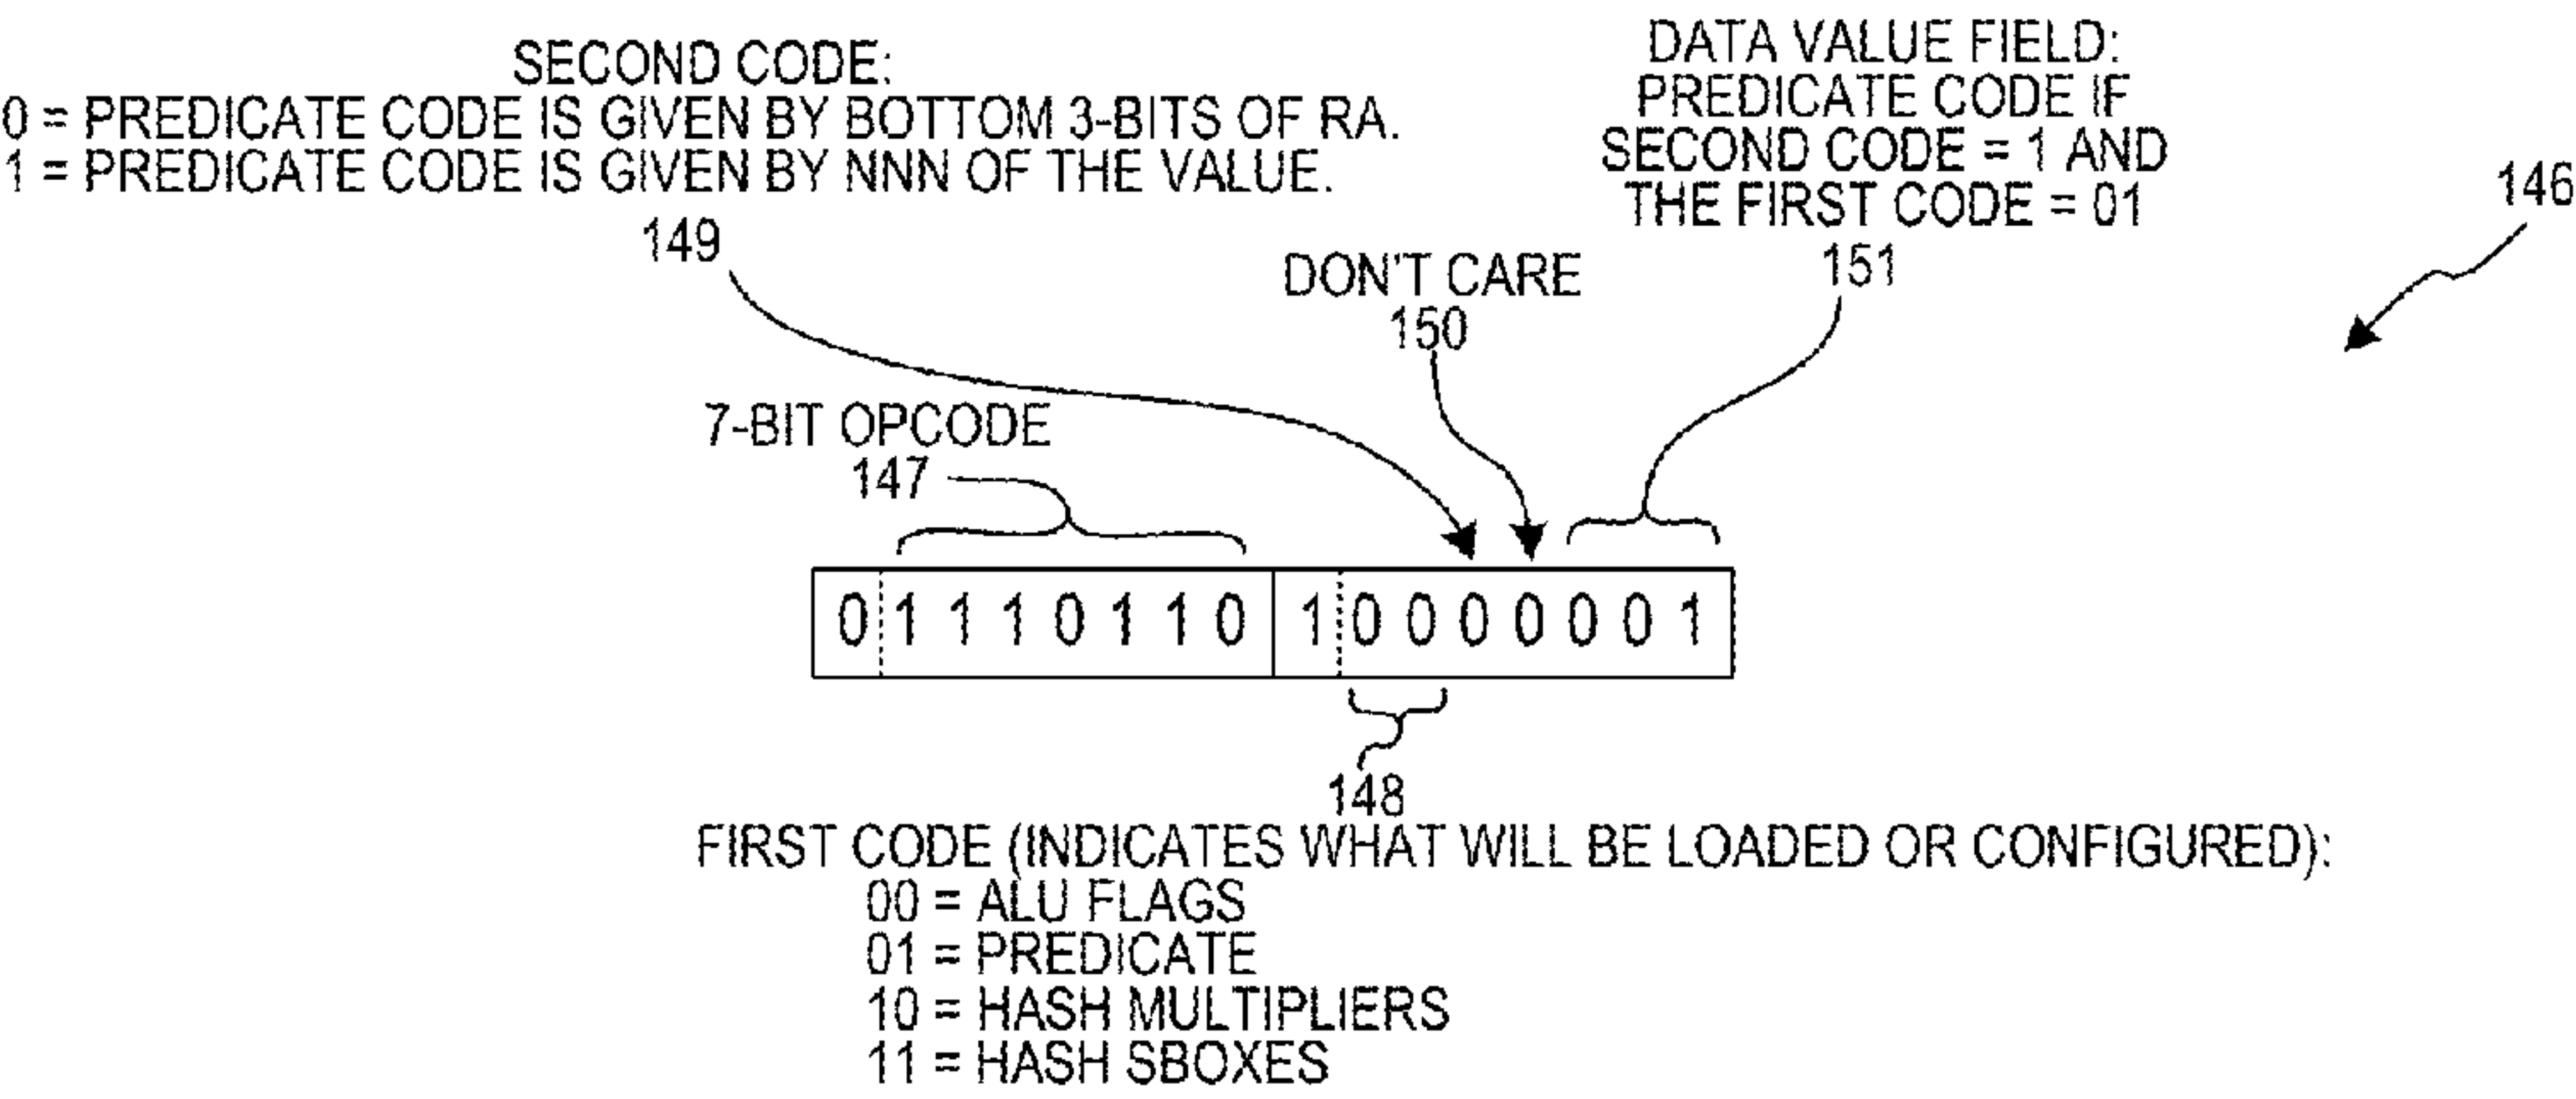 SECOND CODE:
0 = PREDICATE CODE IS GIVEN BY BOTTOM 3-BITS OF RA.
1 = PREDICATE CODE IS GIVEN BY NNN OF THE VALUE.
149
DATA VALUE FIELD:
PREDICATE CODE IF
SECOND CODE = 1 AND
THE FIRST CODE = 01
151
146
DON'T CARE
150
7-BIT OPCODE
147
0 1 1 1 0 1 1 0 1 0 0 0 0 0 0 1
148
FIRST CODE (INDICATES WHAT WILL BE LOADED OR CONFIGURED):
00 = ALU FLAGS
01 = PREDICATE
10 = HASH MULTIPLIERS
11 = HASH SBOXES